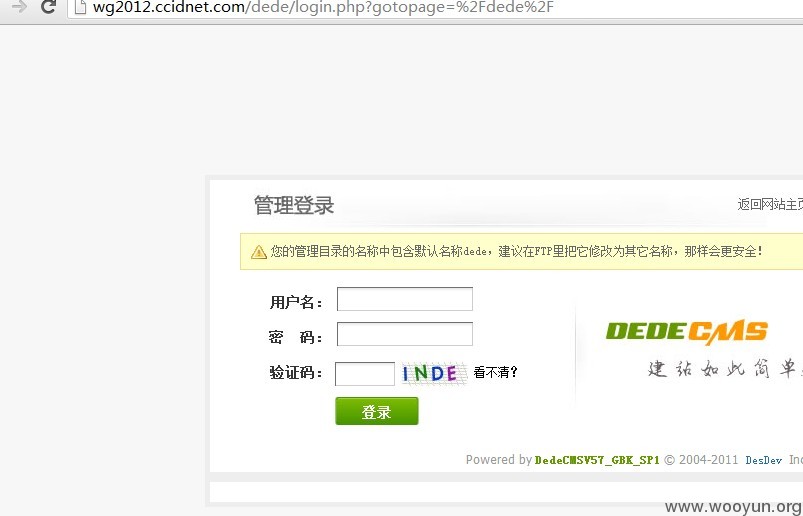 wg2012.ccidnet.com/dede/login.php?gotopage=%2Fdede%2F
管理登录
返回网站主页
您的管理目录的名称中包含默认名称dede，建议在FTP里把它修改为其它名称，那样会更安全！
用户名：
密 码：
验证码：
INDE
看不清？
登录
DEDECMS
建站如此简单
Powered by DedeCMSV57_GBK_SP1 © 2004-2011 DesDev Inc
www.wooyun.org